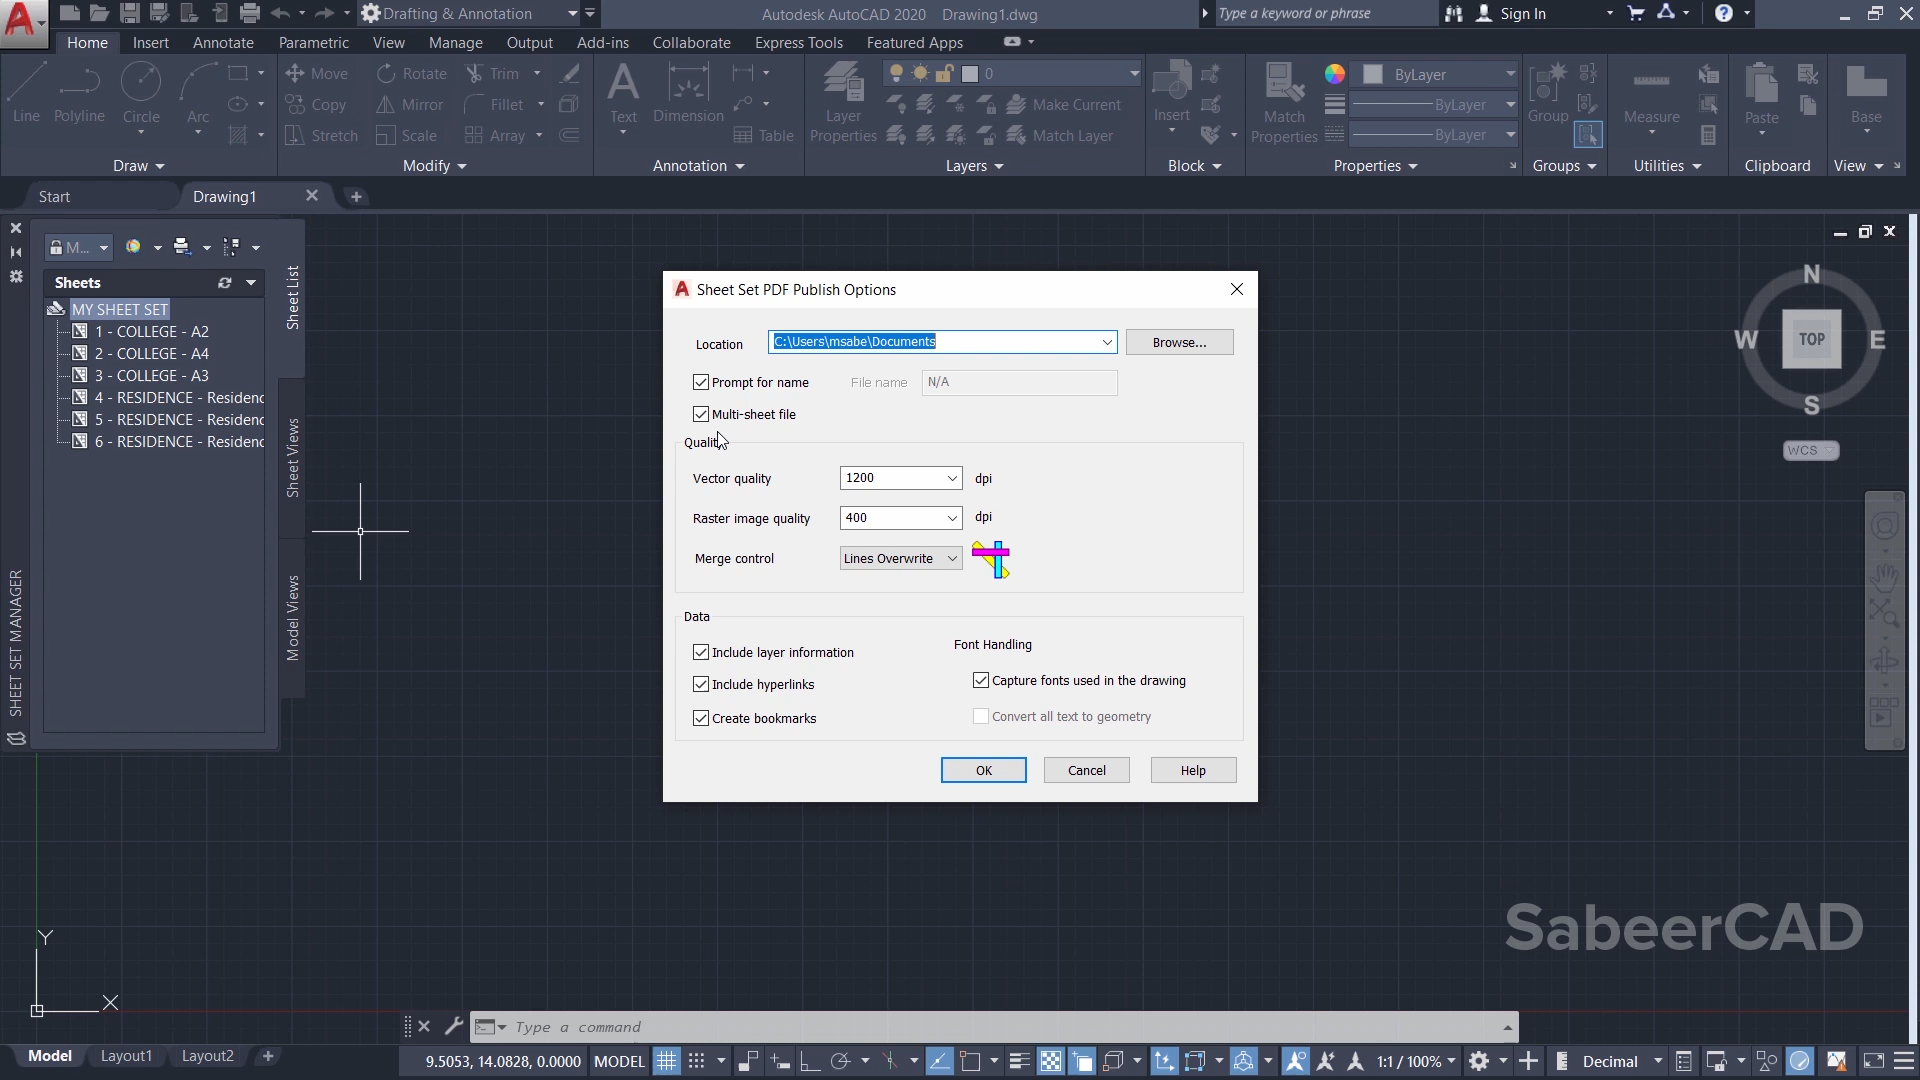 Drafting & Annotation
Autodesk AutoCAD 2020 Drawing1.dwg
Type a keyword or phrase
Sign In
Home Insert Annotate Parametric View Manage Output Add-ins Collaborate Express Tools Featured Apps
Line Polyline Circle Arc
Draw
Move Rotate Trim
Copy Mirror Fillet
Stretch Scale Array
Modify
Text Dimension Table
Annotation
Layer Properties
0
Make Current
Match Layer
Layers
Insert
Block
Match Properties
ByLayer
ByLayer
ByLayer
Properties
Group
Groups
Measure
Utilities
Paste
Clipboard
Base
View
Start Drawing1
M...
Sheets
MY SHEET SET
1 - COLLEGE - A2
2 - COLLEGE - A4
3 - COLLEGE - A3
4 - RESIDENCE - Residenc
5 - RESIDENCE - Residenc
6 - RESIDENCE - Residenc
Sheet List
Sheet Views
Model Views
SHEET SET MANAGER
Sheet Set PDF Publish Options
Location C:\Users\msabe\Documents Browse...
Prompt for name File name N/A
Multi-sheet file
Quality
Vector quality 1200 dpi
Raster image quality 400 dpi
Merge control Lines Overwrite
Data
Include layer information
Include hyperlinks
Create bookmarks
Font Handling
Capture fonts used in the drawing
Convert all text to geometry
OK Cancel Help
N
W TOP E
S
WCS
SabeerCAD
Y
X
Type a command
Model Layout1 Layout2
9.5053, 14.0828, 0.0000 MODEL
1:1 / 100%
Decimal